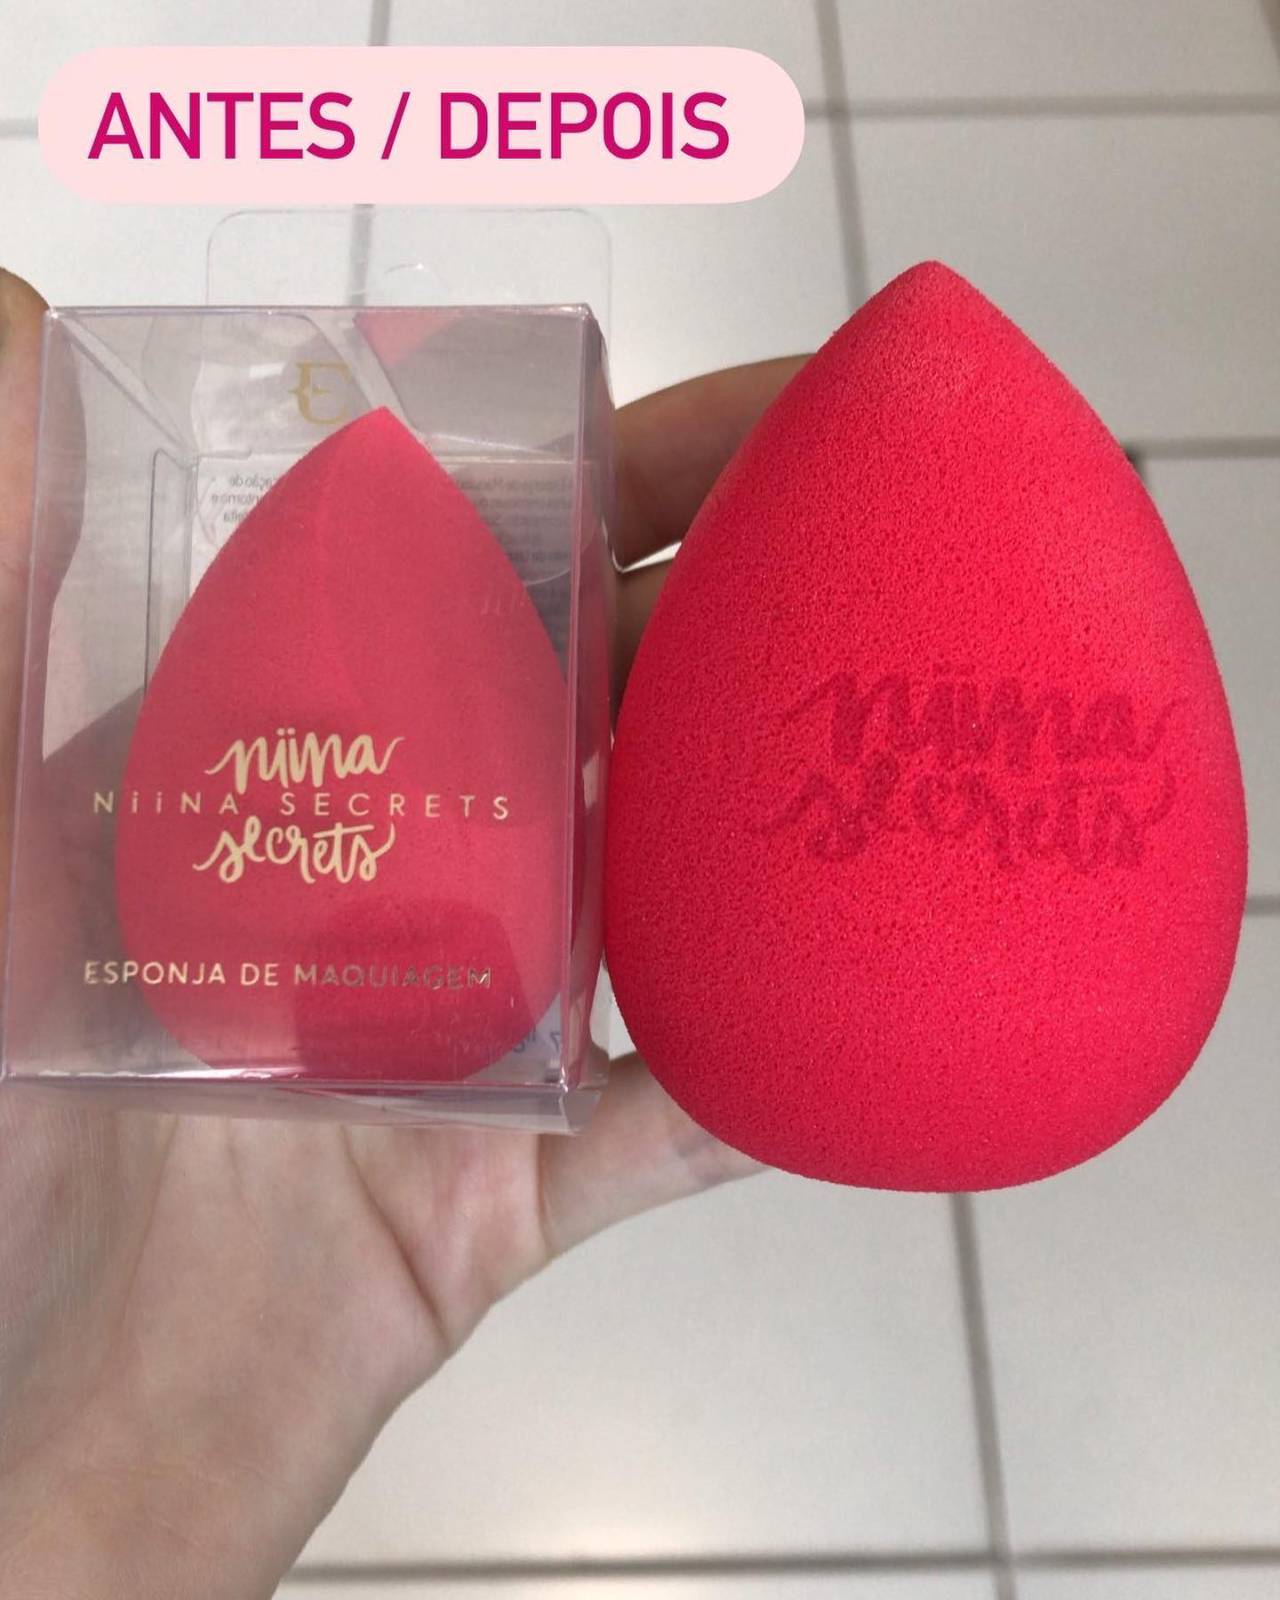 ANTES / DEPOIS
E
niina
NiiNA SECRETS
secrets
ESPONJA DE MAQUIAGEM
niina
secrets